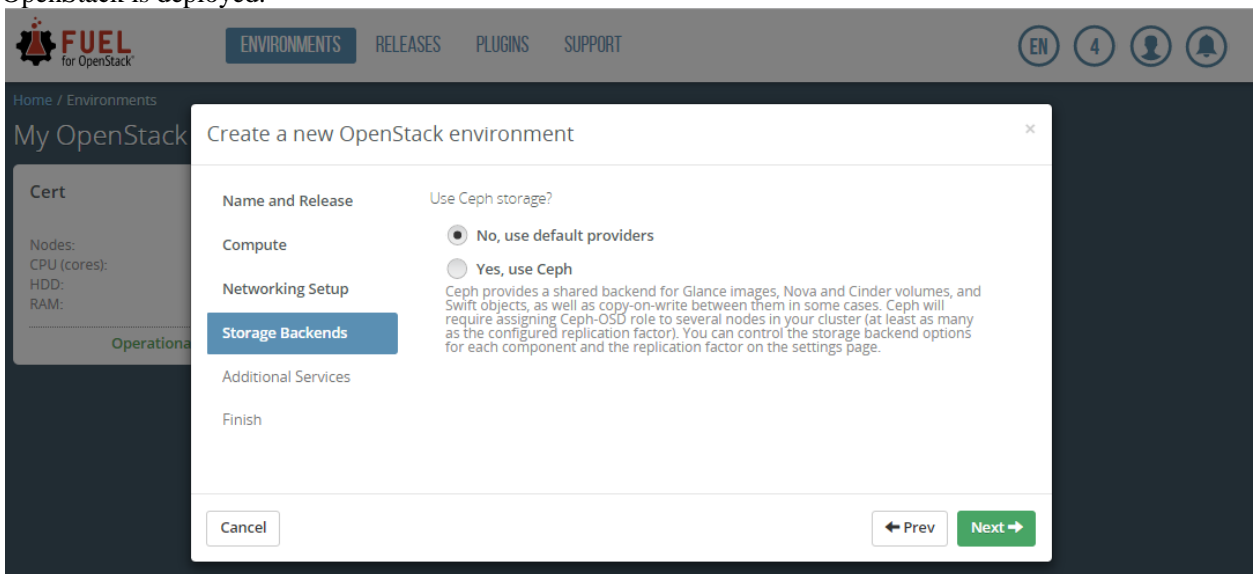 OpenStack is deployed.
FUEL
for OpenStack
ENVIRONMENTS RELEASES PLUGINS SUPPORT
EN 4
Home / Environments
My OpenStack
Create a new OpenStack environment ×
Cert
Nodes:
CPU (cores):
HDD:
RAM:
Operationa
Name and Release
Compute
Networking Setup
Storage Backends
Additional Services
Finish
Use Ceph storage?
No, use default providers
Yes, use Ceph
Ceph provides a shared backend for Glance images, Nova and Cinder volumes, and
Swift objects, as well as copy-on-write between them in some cases. Ceph will
require assigning Ceph-OSD role to several nodes in your cluster (at least as many
as the configured replication factor). You can control the storage backend options
for each component and the replication factor on the settings page.
Cancel
Prev Next